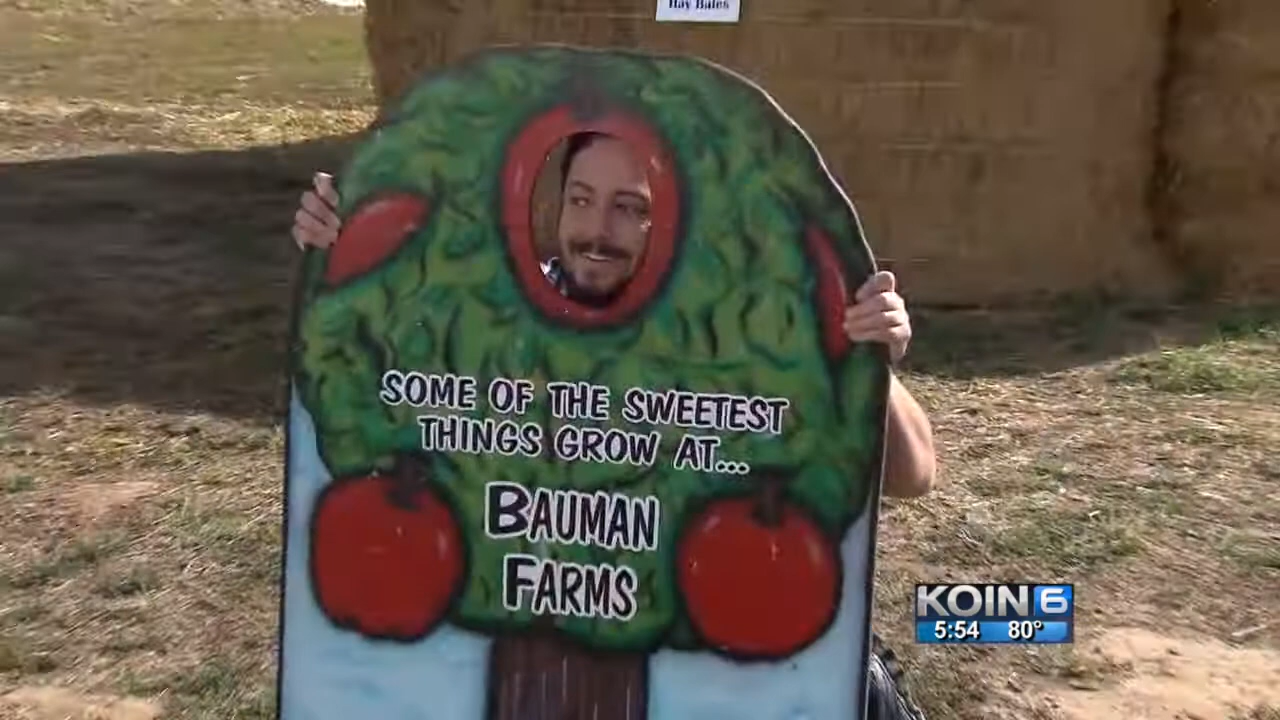 Hay Bales
SOME OF THE SWEETEST
THINGS GROW AT...
BAUMAN
FARMS
KOIN 6
5:54 80°